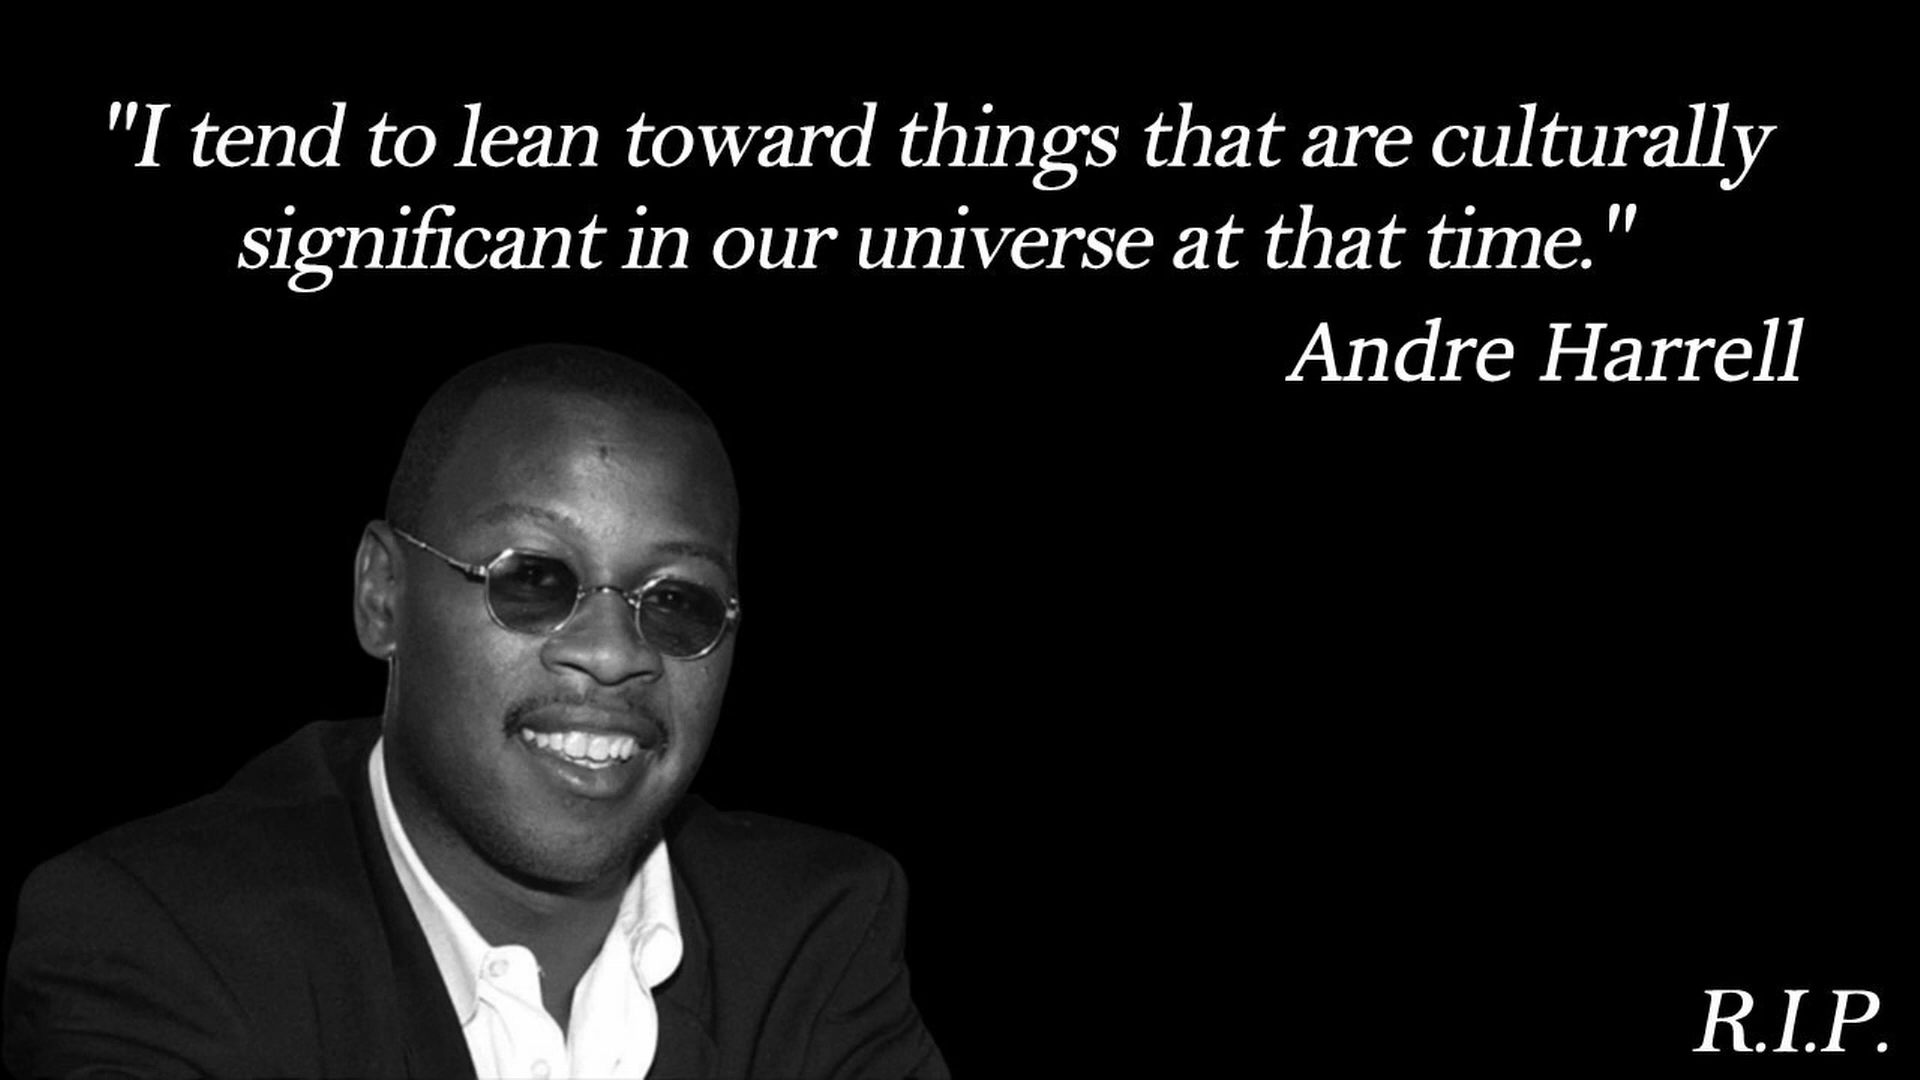 "I tend to lean toward things that are culturally
significant in our universe at that time."
Andre Harrell
R.I.P.